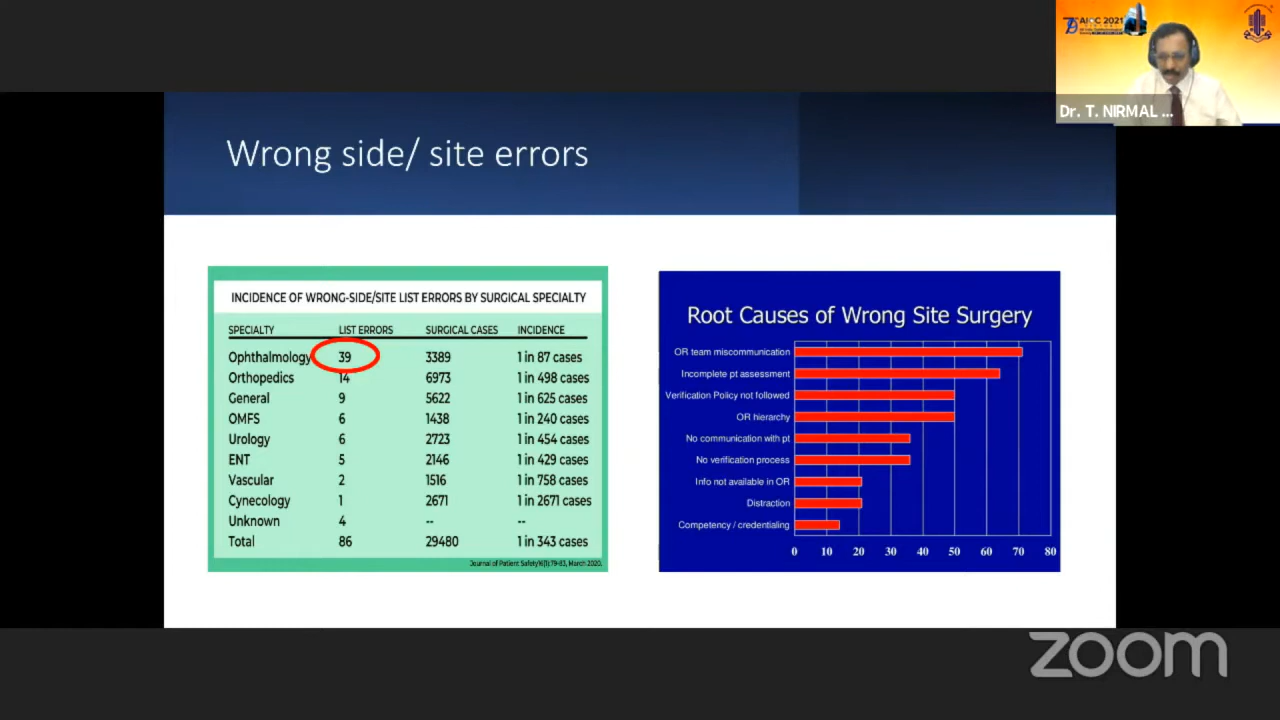 AIOC 2021
Dr. T. NIRMAL ...
Wrong side/ site errors
INCIDENCE OF WRONG-SIDE/SITE LIST ERRORS BY SURGICAL SPECIALTY
SPECIALTY LIST ERRORS SURGICAL CASES INCIDENCE
Ophthalmology 39 3389 1 in 87 cases
Orthopedics 14 6973 1 in 498 cases
General 9 5622 1 in 625 cases
OMFS 6 1438 1 in 240 cases
Urology 6 2723 1 in 454 cases
ENT 5 2146 1 in 429 cases
Vascular 2 1516 1 in 758 cases
Cynecology 1 2671 1 in 2671 cases
Unknown 4 -- --
Total 86 29480 1 in 343 cases
Journal of Patient Safety16(1):79-83, March 2020.
Root Causes of Wrong Site Surgery
OR team miscommunication
Incomplete pt assessment
Verification Policy not followed
OR hierarchy
No communication with pt
No verification process
Info not available in OR
Distraction
Competency / credentialing
0 10 20 30 40 50 60 70 80
zoom